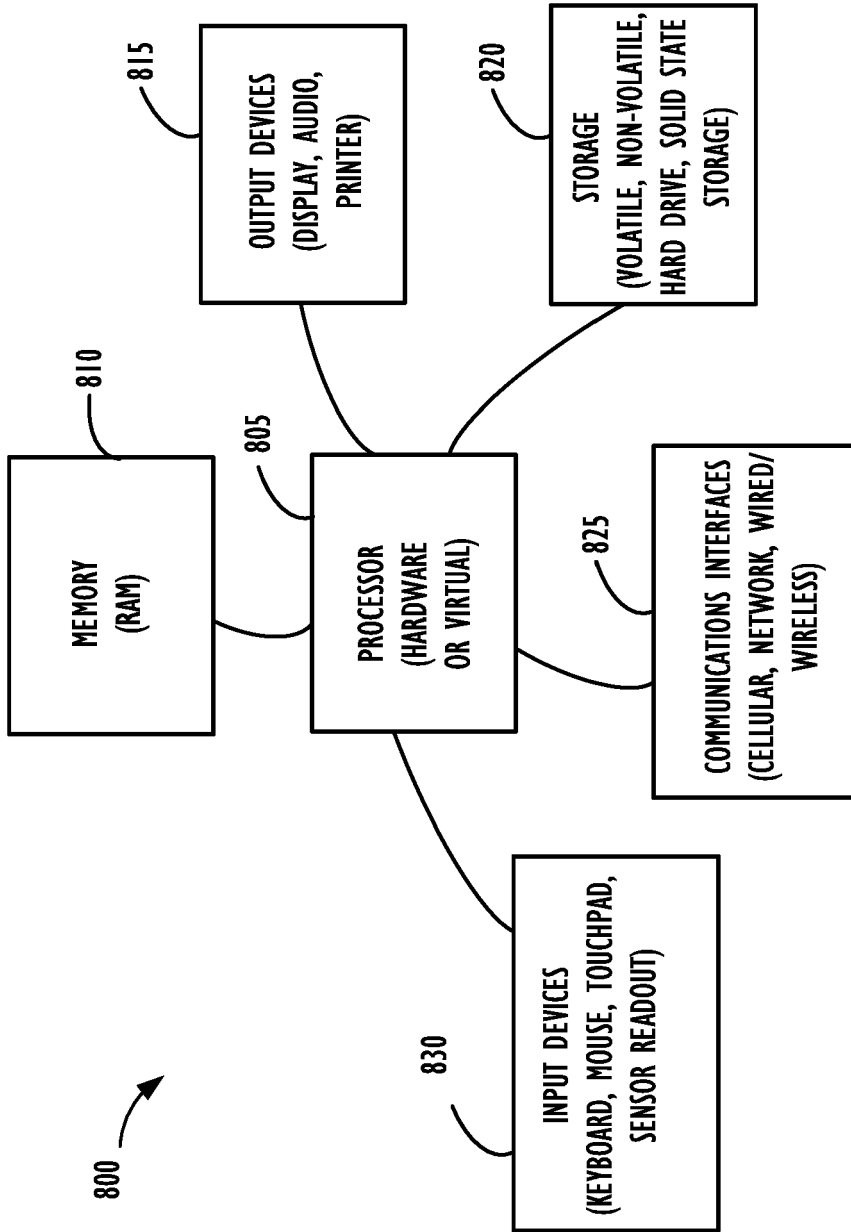 800
MEMORY
(RAM)
810
805
PROCESSOR
(HARDWARE
OR VIRTUAL)
OUTPUT DEVICES
(DISPLAY, AUDIO,
PRINTER)
815
STORAGE
(VOLATILE, NON-VOLATILE,
HARD DRIVE, SOLID STATE
STORAGE)
820
825
COMMUNICATIONS INTERFACES
(CELLULAR, NETWORK, WIRED/
WIRELESS)
830
INPUT DEVICES
(KEYBOARD, MOUSE, TOUCHPAD,
SENSOR READOUT)